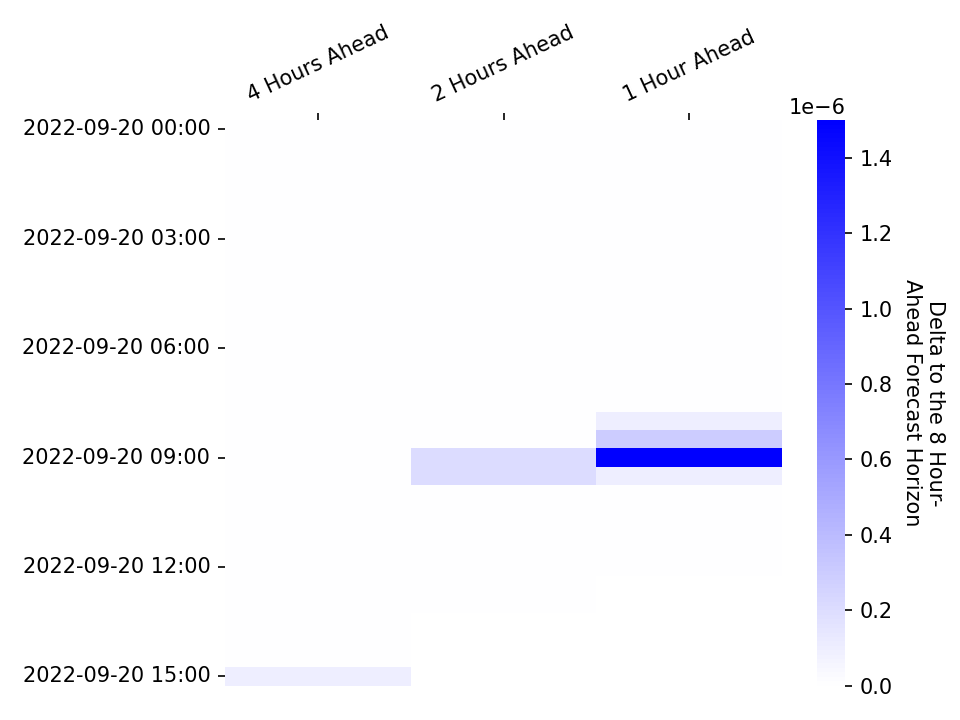 4 Hours Ahead
2 Hours Ahead
1 Hour Ahead
1e−6
2022-09-20 00:00
2022-09-20 03:00
2022-09-20 06:00
2022-09-20 09:00
2022-09-20 12:00
2022-09-20 15:00
1.4
1.2
1.0
0.8
0.6
0.4
0.2
0.0
Delta to the 8 Hour-
Ahead Forecast Horizon